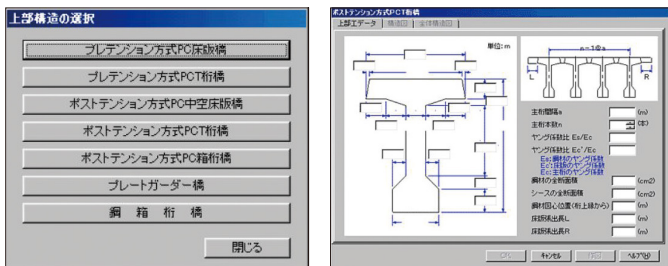 上部構造の選択
プレテンション方式PC床版橋
プレテンション方式PCT桁橋
ポストテンション方式PC中空床版橋
ポストテンション方式PCT桁橋
ポストテンション方式PC箱桁橋
プレートガーダー橋
鋼 箱 桁 橋
閉じる
ポストテンション方式PCT桁橋
上部工データ 構造図 全体構造図
単位:m
n-1@a
L
R
主桁間隔a (m)
主桁本数n (本)
ヤング係数比 Es/Ec
ヤング係数比 Ec'/Ec
Es:鋼材のヤング係数
Ec':床版のヤング係数
Ec:主桁のヤング係数
鋼材の全断面積 (cm2)
シースの全断面積 (cm2)
鋼材図心位置(桁上縁から) (m)
床版張出長L (m)
床版張出長R (m)
OK キャンセル ヘルプ(H)